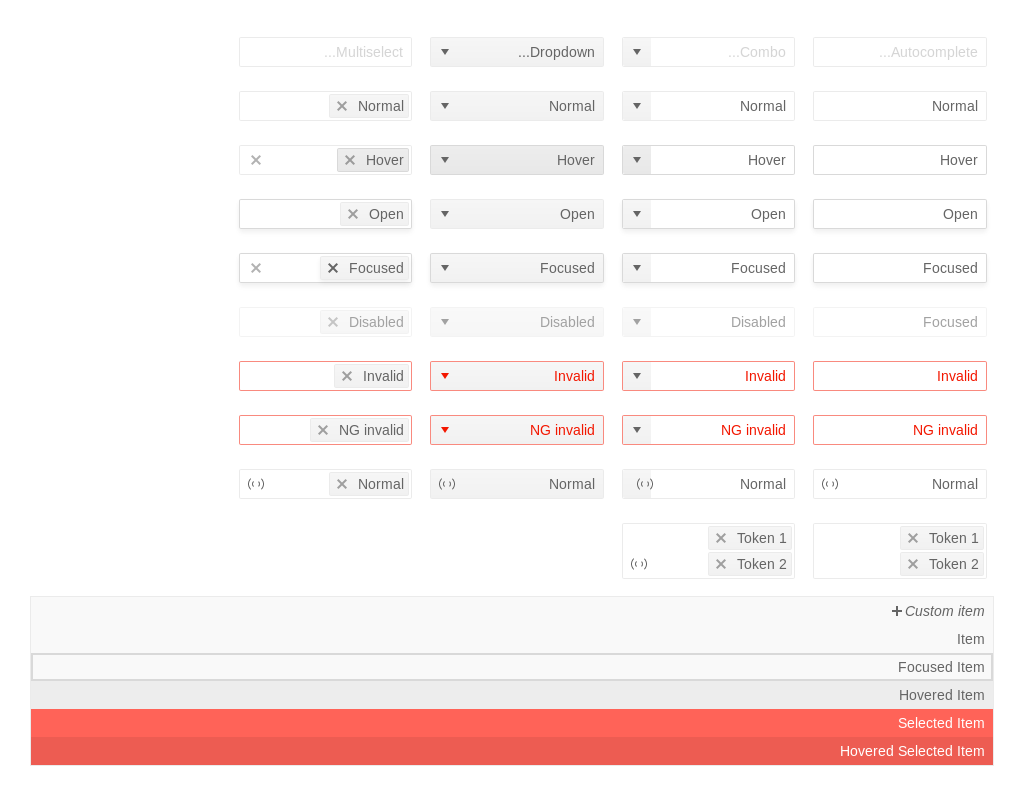 ...Multiselect ...Dropdown ...Combo ...Autocomplete
Normal Normal Normal Normal
Hover Hover Hover Hover
Open Open Open Open
Focused Focused Focused Focused
Disabled Disabled Disabled Focused
Invalid Invalid Invalid Invalid
NG invalid NG invalid NG invalid NG invalid
Normal Normal Normal Normal
Token 1 Token 1
Token 2 Token 2
Custom item
Item
Focused Item
Hovered Item
Selected Item
Hovered Selected Item